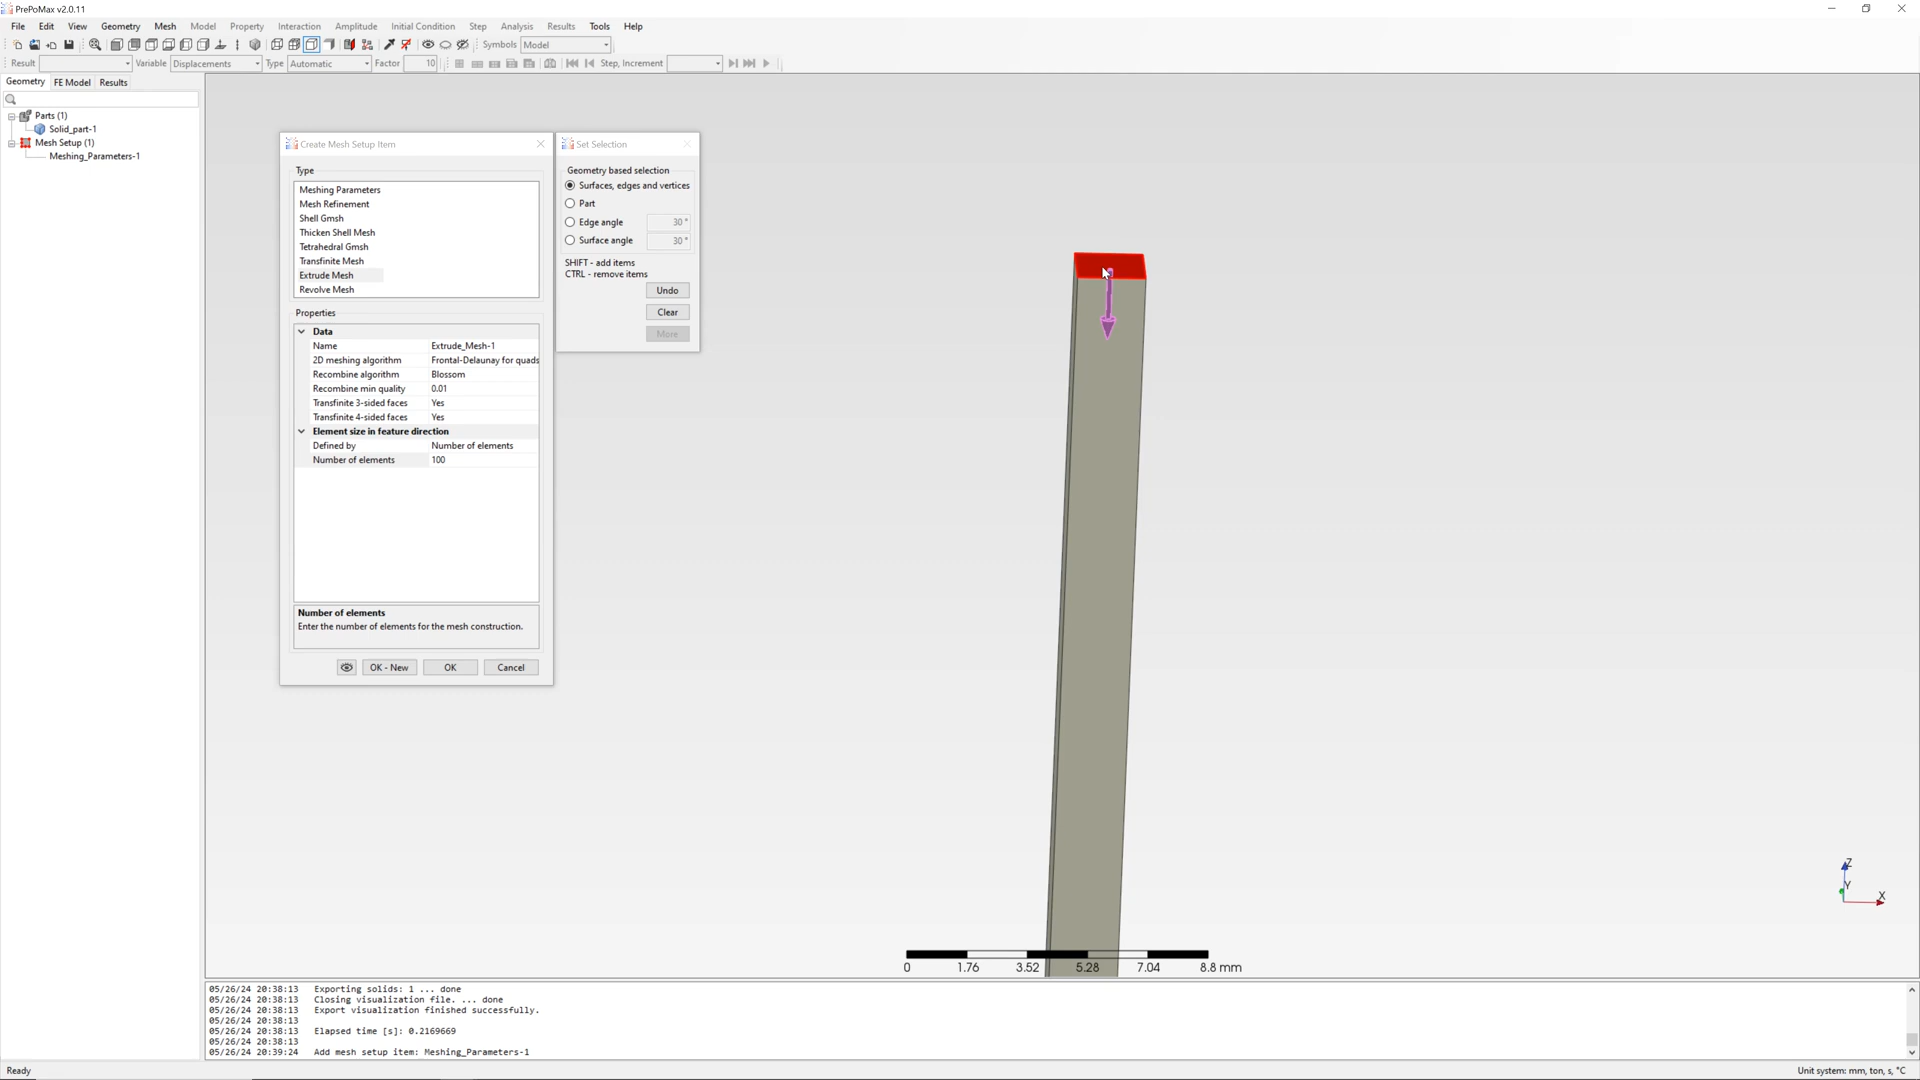 PrePoMax v2.0.11
File Edit View Geometry Mesh Model Property Interaction Amplitude Initial Condition Step Analysis Results Tools Help
Symbols Model
Result Variable Displacements Type Automatic Factor 10 Step, Increment
Geometry FE Model Results
Parts (1)
Solid_part-1
Mesh Setup (1)
Meshing_Parameters-1
Create Mesh Setup Item
Type
Meshing Parameters
Mesh Refinement
Shell Gmsh
Thicken Shell Mesh
Tetrahedral Gmsh
Transfinite Mesh
Extrude Mesh
Revolve Mesh
Properties
Data
Name Extrude_Mesh-1
2D meshing algorithm Frontal-Delaunay for quads
Recombine algorithm Blossom
Recombine min quality 0.01
Transfinite 3-sided faces Yes
Transfinite 4-sided faces Yes
Element size in feature direction
Defined by Number of elements
Number of elements 100
Number of elements
Enter the number of elements for the mesh construction.
OK - New OK Cancel
Set Selection
Geometry based selection
Surfaces, edges and vertices
Part
Edge angle 30 °
Surface angle 30 °
SHIFT - add items
CTRL - remove items
Undo
Clear
More
Z
Y
X
0 1.76 3.52 5.28 7.04 8.8 mm
05/26/24 20:38:13 Exporting solids: 1 ... done
05/26/24 20:38:13 Closing visualization file. ... done
05/26/24 20:38:13 Export visualization finished successfully.
05/26/24 20:38:13
05/26/24 20:38:13 Elapsed time [s]: 0.2169669
05/26/24 20:38:13
05/26/24 20:39:24 Add mesh setup item: Meshing_Parameters-1
Ready
Unit system: mm, ton, s, °C